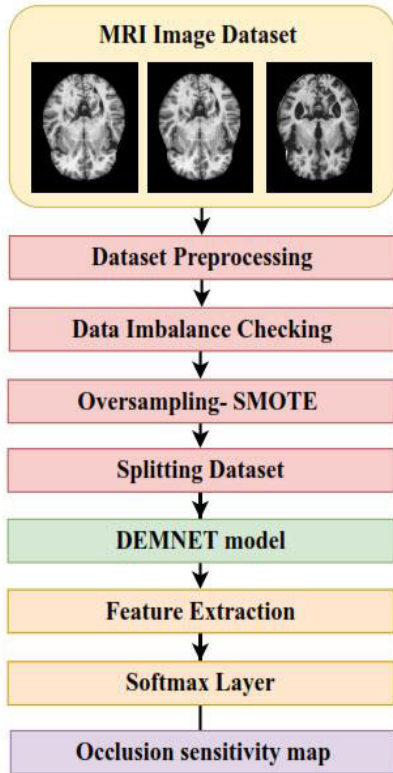 MRI Image Dataset
Dataset Preprocessing
Data Imbalance Checking
Oversampling- SMOTE
Splitting Dataset
DEMNET model
Feature Extraction
Softmax Layer
Occlusion sensitivity map